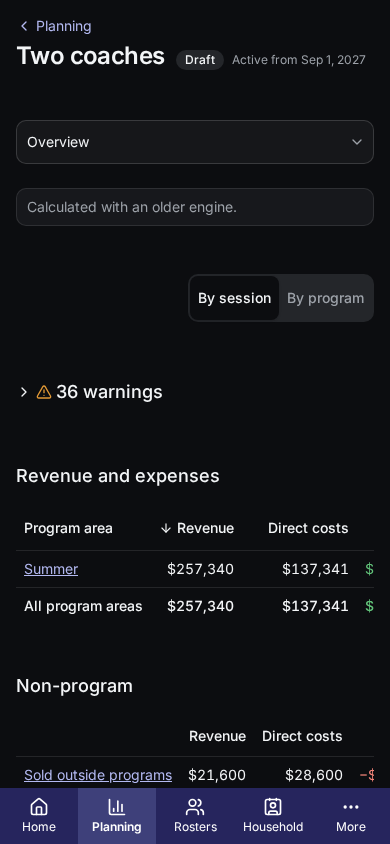 Planning
Two coaches Draft Active from Sep 1, 2027
Overview
Calculated with an older engine.
By session By program
36 warnings
Revenue and expenses
Program area Revenue Direct costs
Summer $257,340 $137,341 $
All program areas $257,340 $137,341 $
Non-program
Revenue Direct costs
Sold outside programs $21,600 $28,600 −$
Home Planning Rosters Household More